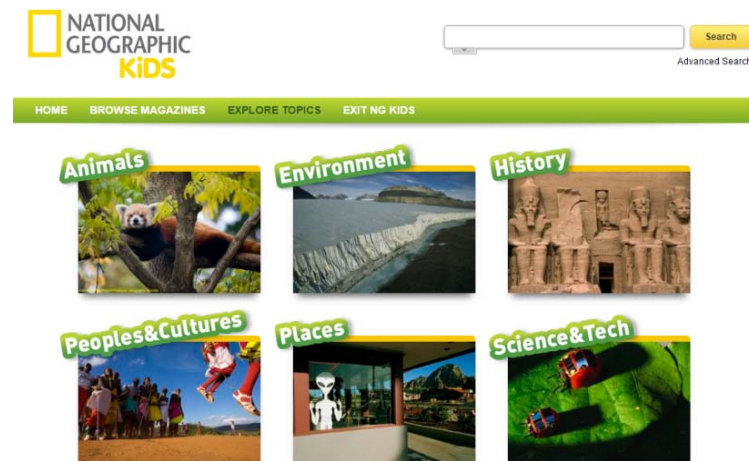 NATIONAL
GEOGRAPHIC
KiDS
Search
Advanced Search
HOME BROWSE MAGAZINES EXPLORE TOPICS EXIT NG KIDS
Animals Environment History
Peoples&Cultures Places Science&Tech